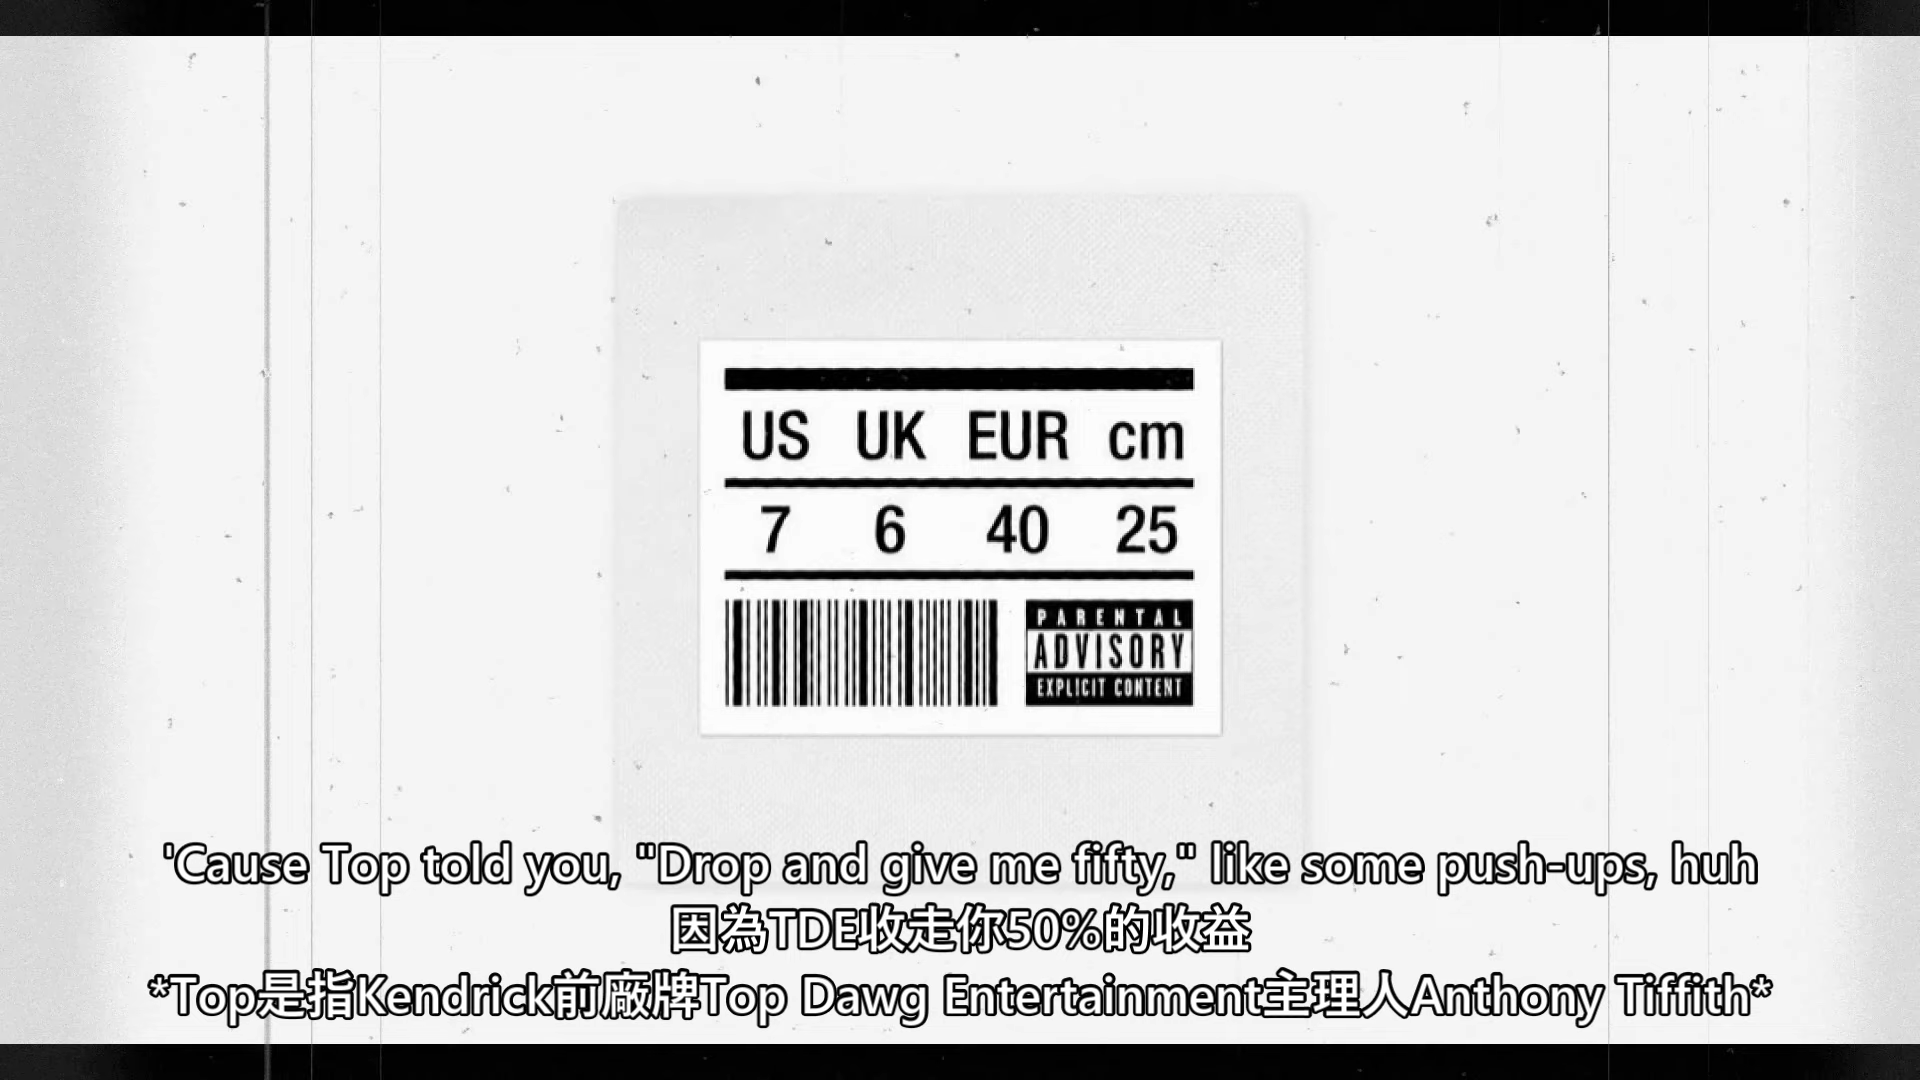 US UK EUR cm
7 6 40 25
PARENTAL
ADVISORY
EXPLICIT CONTENT
'Cause Top told you, "Drop and give me fifty," like some push-ups, huh
因為TDE收走你50%的收益
*Top是指Kendrick前廠牌Top Dawg Entertainment主理人Anthony Tiffith*